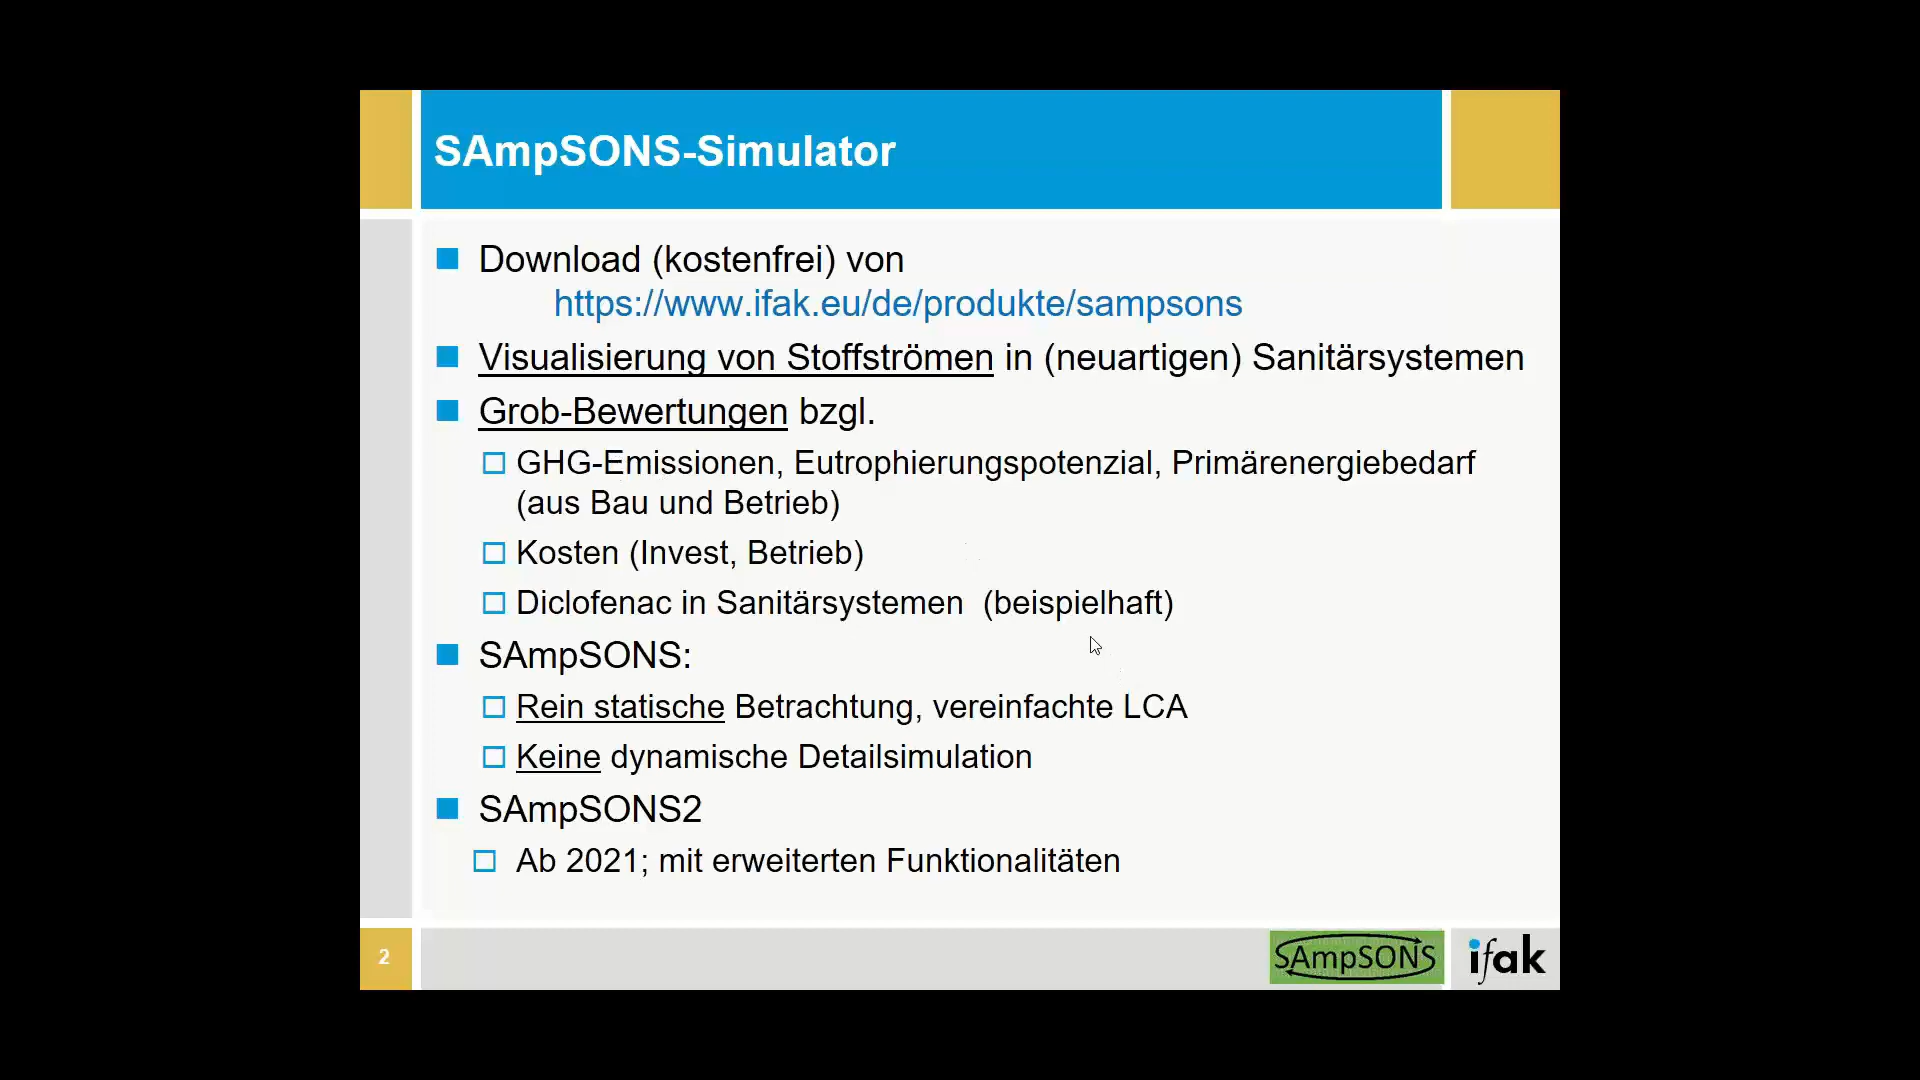 SAmpSONS-Simulator
Download (kostenfrei) von
https://www.ifak.eu/de/produkte/sampsons
Visualisierung von Stoffströmen in (neuartigen) Sanitärsystemen
Grob-Bewertungen bzgl.
GHG-Emissionen, Eutrophierungspotenzial, Primärenergiebedarf
(aus Bau und Betrieb)
Kosten (Invest, Betrieb)
Diclofenac in Sanitärsystemen (beispielhaft)
SAmpSONS:
Rein statische Betrachtung, vereinfachte LCA
Keine dynamische Detailsimulation
SAmpSONS2
Ab 2021; mit erweiterten Funktionalitäten
2
SAmpSONS
ifak